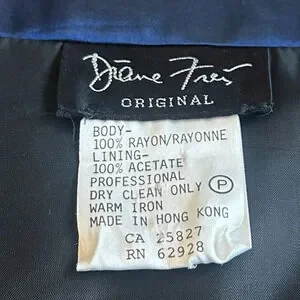 Diane Freis
ORIGINAL
BODY-
100% RAYON/RAYONNE
LINING-
100% ACETATE
PROFESSIONAL
DRY CLEAN ONLY Ⓟ
WARM IRON
MADE IN HONG KONG
CA 25827
RN 62928